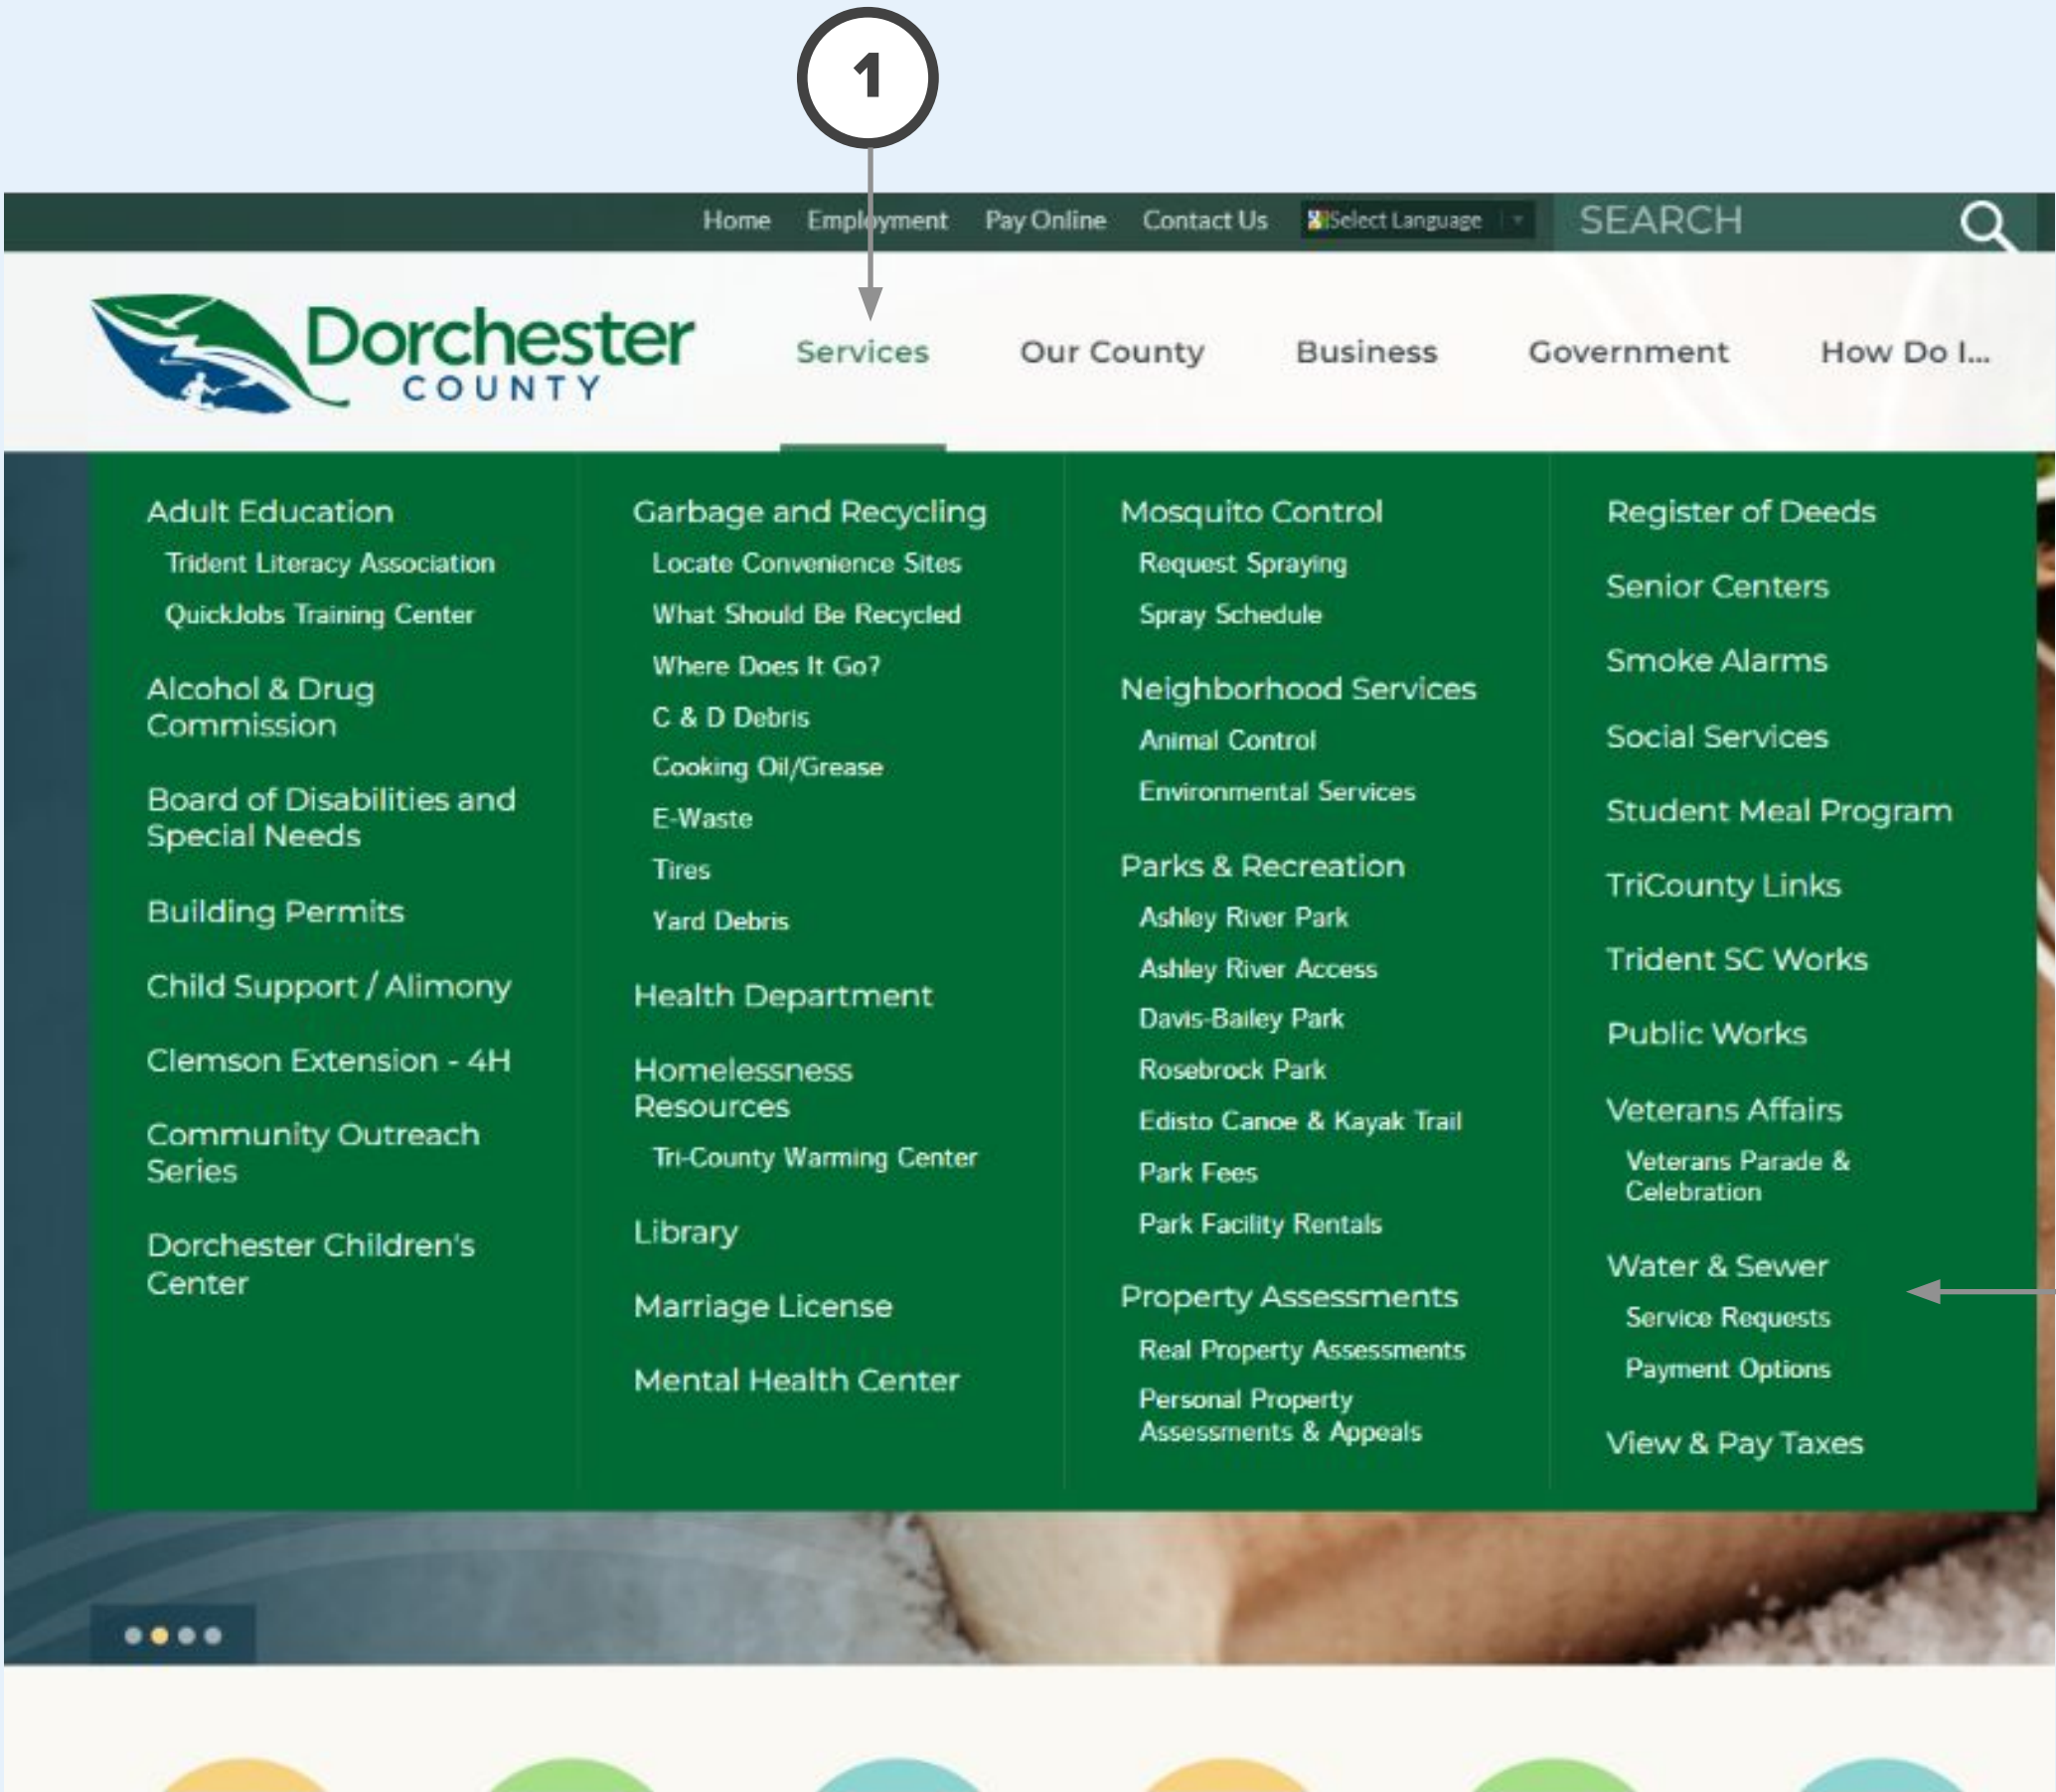 1
Home Employment Pay Online Contact Us Select Language SEARCH
Dorchester
COUNTY
Services Our County Business Government How Do I...
Adult Education
Trident Literacy Association
QuickJobs Training Center
Alcohol & Drug
Commission
Board of Disabilities and
Special Needs
Building Permits
Child Support / Alimony
Clemson Extension - 4H
Community Outreach
Series
Dorchester Children's
Center
Garbage and Recycling
Locate Convenience Sites
What Should Be Recycled
Where Does It Go?
C & D Debris
Cooking Oil/Grease
E-Waste
Tires
Yard Debris
Health Department
Homelessness
Resources
Tri-County Warming Center
Library
Marriage License
Mental Health Center
Mosquito Control
Request Spraying
Spray Schedule
Neighborhood Services
Animal Control
Environmental Services
Parks & Recreation
Ashley River Park
Ashley River Access
Davis-Bailey Park
Rosebrock Park
Edisto Canoe & Kayak Trail
Park Fees
Park Facility Rentals
Property Assessments
Real Property Assessments
Personal Property
Assessments & Appeals
Register of Deeds
Senior Centers
Smoke Alarms
Social Services
Student Meal Program
TriCounty Links
Trident SC Works
Public Works
Veterans Affairs
Veterans Parade &
Celebration
Water & Sewer
Service Requests
Payment Options
View & Pay Taxes